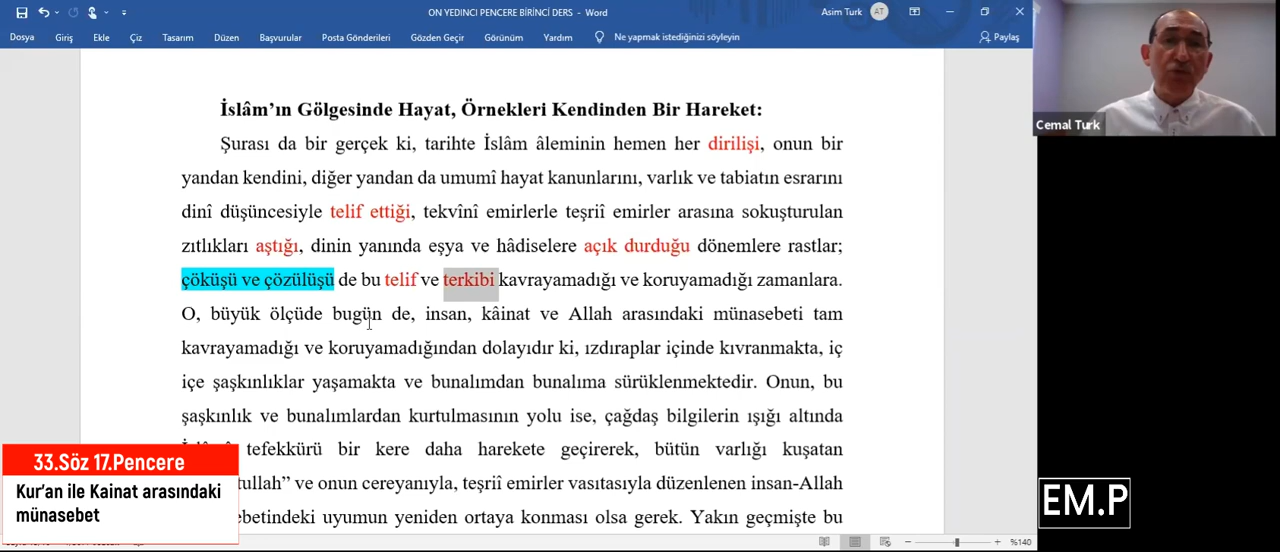 ON YEDINCI PENCERE BİRİNCİ DERS - Word
Asim Turk
AT
Dosya Giriş Ekle Çiz Tasarım Düzen Başvurular Posta Gönderileri Gözden Geçir Görünüm Yardım Ne yapmak istediğinizi söyleyin Paylaş
İslâm’ın Gölgesinde Hayat, Örnekleri Kendinden Bir Hareket:
Şurası da bir gerçek ki, tarihte İslâm âleminin hemen her dirilişi, onun bir
yandan kendini, diğer yandan da umumî hayat kanunlarını, varlık ve tabiatın esrarını
dinî düşüncesiyle telif ettiği, tekvînî emirlerle teşriî emirler arasına sokuşturulan
zıtlıkları aştığı, dinin yanında eşya ve hâdiselere açık durduğu dönemlere rastlar;
çöküşü ve çözülüşü de bu telif ve terkibi kavrayamadığı ve koruyamadığı zamanlara.
O, büyük ölçüde bugün de, insan, kâinat ve Allah arasındaki münasebeti tam
kavrayamadığı ve koruyamadığından dolayıdır ki, ızdıraplar içinde kıvranmakta, iç
içe şaşkınlıklar yaşamakta ve bunalımdan bunalıma sürüklenmektedir. Onun, bu
şaşkınlık ve bunalımlardan kurtulmasının yolu ise, çağdaş bilgilerin ışığı altında
tefekkürü bir kere daha harekete geçirerek, bütün varlığı kuşatan
ve onun cereyanıyla, teşriî emirler vasıtasıyla düzenlenen insan-Allah
uyumun yeniden ortaya konması olsa gerek. Yakın geçmişte bu
33.Söz 17.Pencere
Kur’an ile Kainat arasındaki
münasebet
Cemal Turk
EM.P
%140